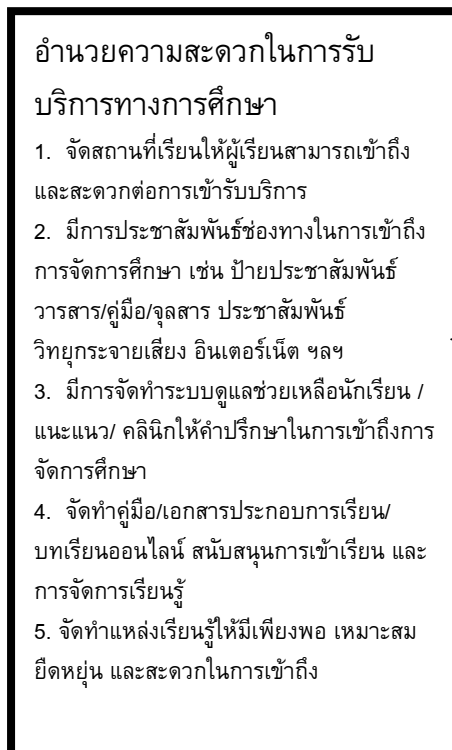 อำนวยความสะดวกในการรับ
บริการทางการศึกษา
1. จัดสถานที่เรียนให้ผู้เรียนสามารถเข้าถึง
และสะดวกต่อการเข้ารับบริการ
2. มีการประชาสัมพันธ์ช่องทางในการเข้าถึง
การจัดการศึกษา เช่น ป้ายประชาสัมพันธ์
วารสาร/คู่มือ/จุลสาร ประชาสัมพันธ์
วิทยุกระจายเสียง อินเตอร์เน็ต ฯลฯ
3. มีการจัดทำระบบดูแลช่วยเหลือนักเรียน /
แนะแนว/ คลินิกให้คำปรึกษาในการเข้าถึงการ
จัดการศึกษา
4. จัดทำคู่มือ/เอกสารประกอบการเรียน/
บทเรียนออนไลน์ สนับสนุนการเข้าเรียน และ
การจัดการเรียนรู้
5. จัดทำแหล่งเรียนรู้ให้มีเพียงพอ เหมาะสม
ยืดหยุ่น และสะดวกในการเข้าถึง